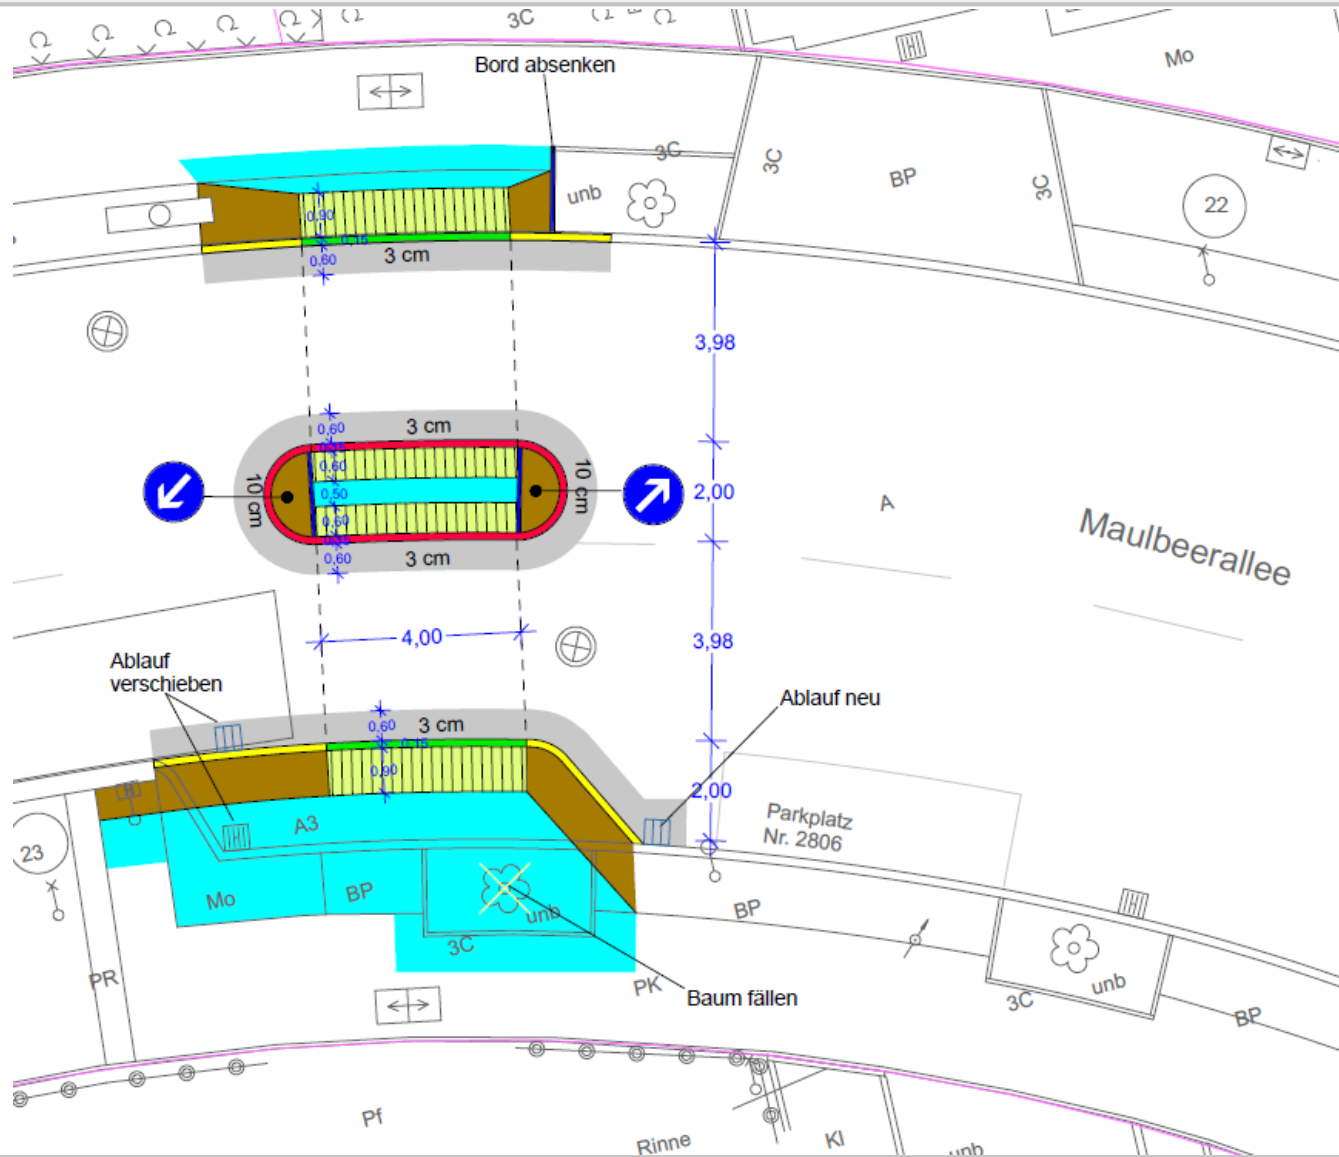 3C
Mo
Bord absenken
3C
3C
BP
3C
unb
22
0,90
0,15
0,60
3 cm
3,98
0,60
3 cm
0,60
10 cm
0,50
10 cm
2,00
A
Maulbeerallee
0,60
0,60
3 cm
4,00
3,98
Ablauf
verschieben
Ablauf neu
0,60
3 cm
0,15
0,90
2,00
Parkplatz
Nr. 2806
A3
23
Mo
BP
unb
BP
3C
PR
PK
Baum fällen
3C
unb
BP
Pf
Rinne
Kl
unb